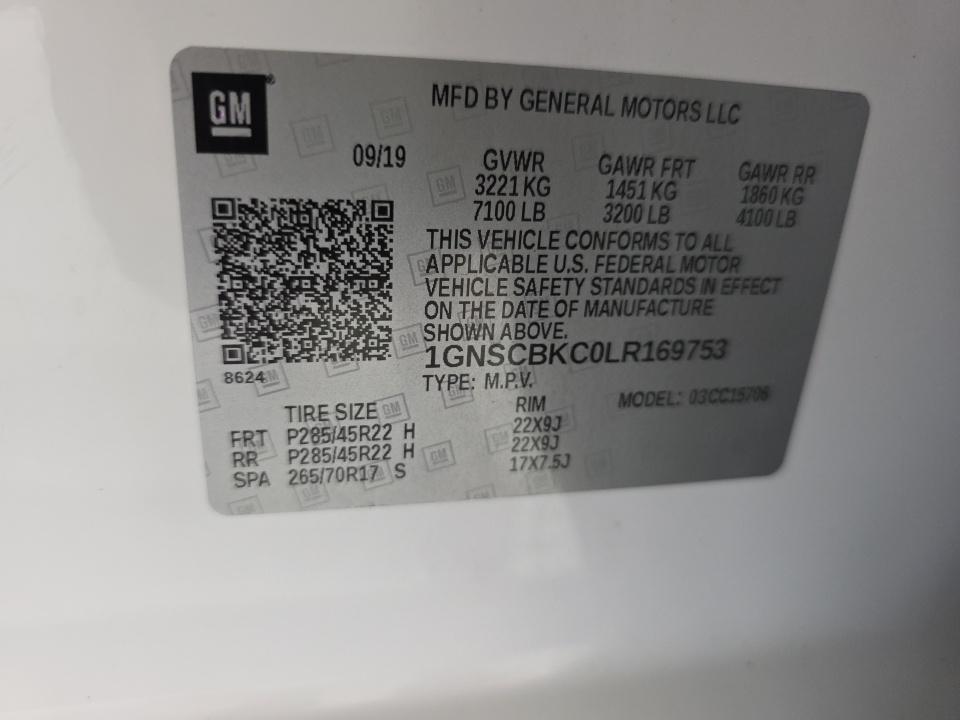 GM
MFD BY GENERAL MOTORS LLC
09/19
GVWR GAWR FRT GAWR RR
3221 KG 1451 KG 1860 KG
7100 LB 3200 LB 4100 LB
THIS VEHICLE CONFORMS TO ALL
APPLICABLE U.S. FEDERAL MOTOR
VEHICLE SAFETY STANDARDS IN EFFECT
ON THE DATE OF MANUFACTURE
SHOWN ABOVE.
1GNSCBKC0LR169753
8624
TYPE: M.P.V.
MODEL: 03CC15706
TIRE SIZE RIM
FRT P285/45R22 H 22X9J
RR P285/45R22 H 22X9J
SPA 265/70R17 S 17X7.5J